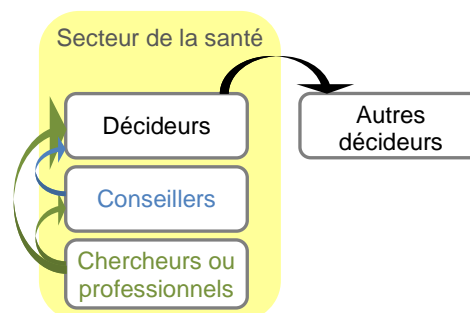 Secteur de la santé
Décideurs
Autres
décideurs
Conseillers
Chercheurs ou
professionnels